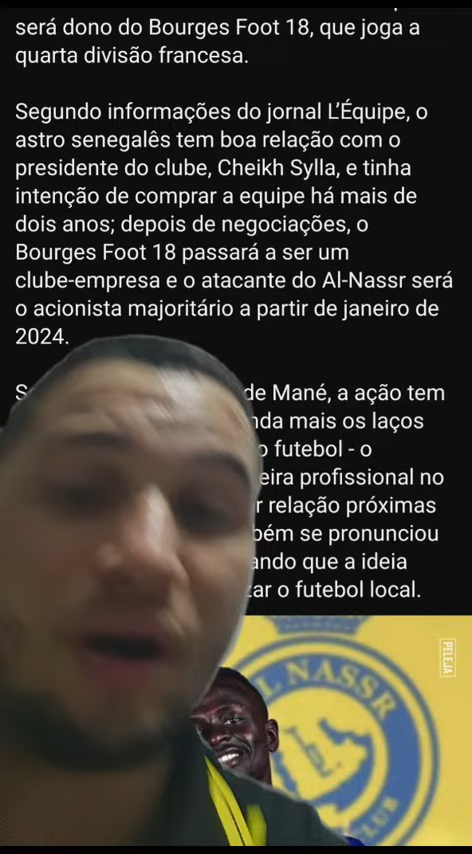 será dono do Bourges Foot 18, que joga a
quarta divisão francesa.
Segundo informações do jornal L'Équipe, o
astro senegalês tem boa relação com o
presidente do clube, Cheikh Sylla, e tinha
intenção de comprar a equipe há mais de
dois anos; depois de negociações, o
Bourges Foot 18 passará a ser um
clube-empresa e o atacante do Al-Nassr será
o acionista majoritário a partir de janeiro de
2024.
de Mané, a ação tem
nda mais os laços
o futebol - o
eira profissional no
r relação próximas
bém se pronunciou
ando que a ideia
zar o futebol local.
PELEJA
L NASSR
CLUB